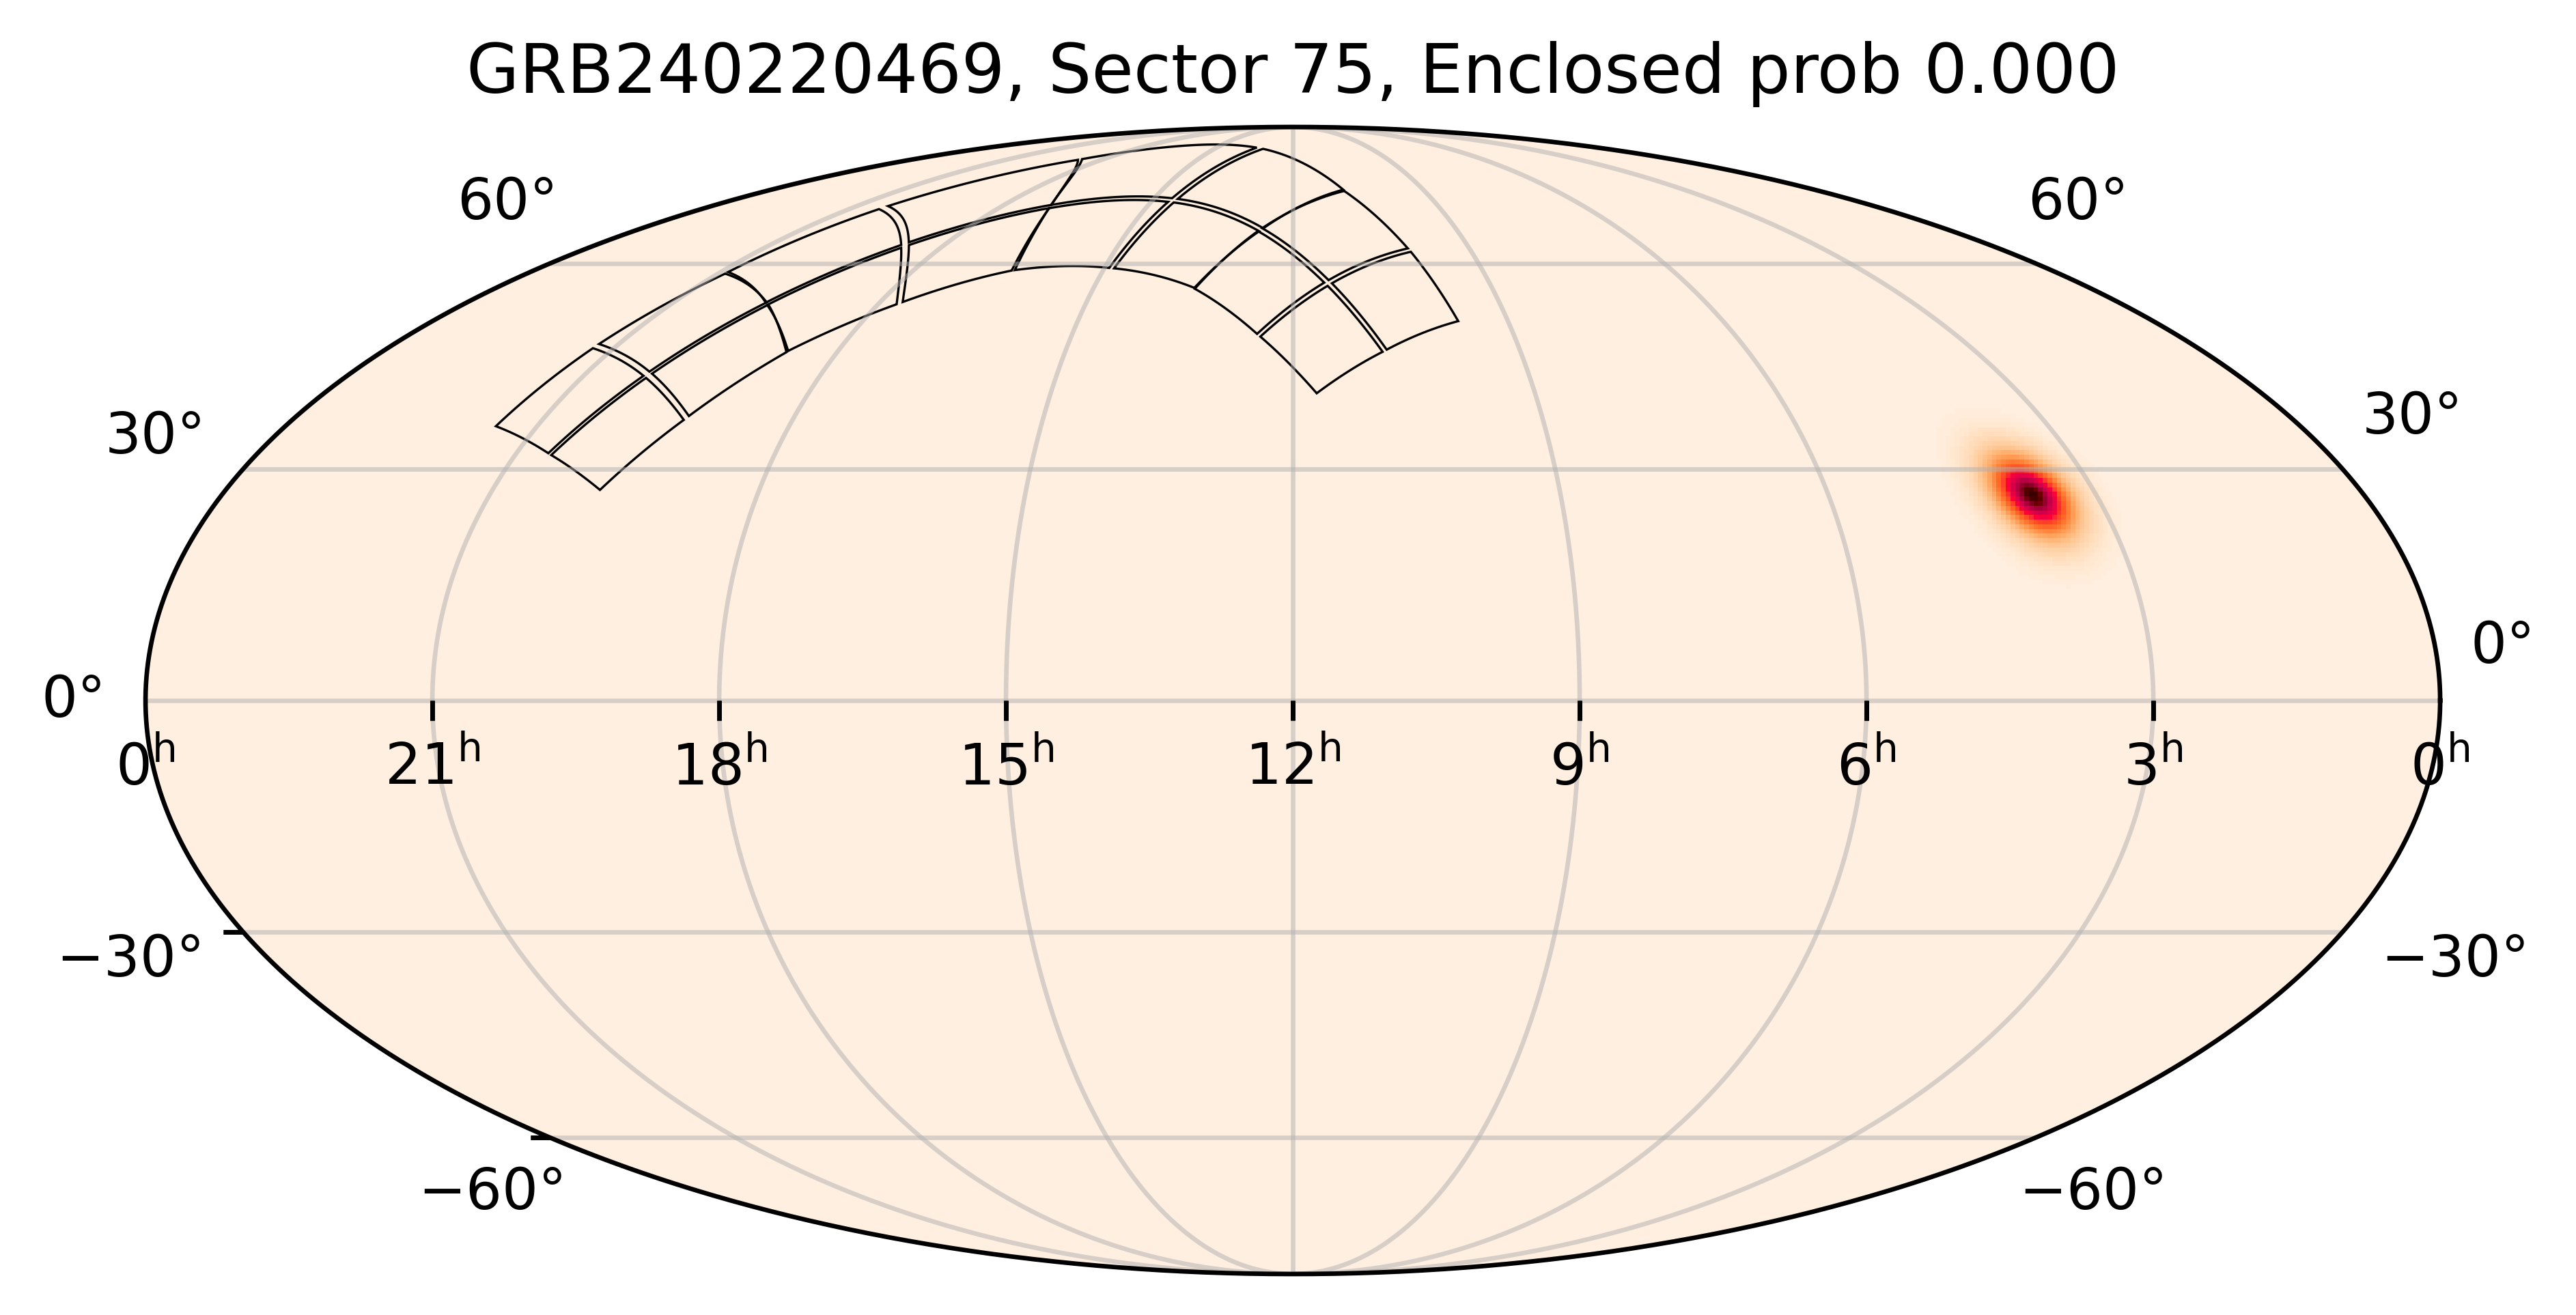 GRB240220469, Sector 75, Enclosed prob 0.000
60° 60°
30° 30°
0° 0°
0ʰ 21ʰ 18ʰ 15ʰ 12ʰ 9ʰ 6ʰ 3ʰ 0ʰ
−30° −30°
−60° −60°